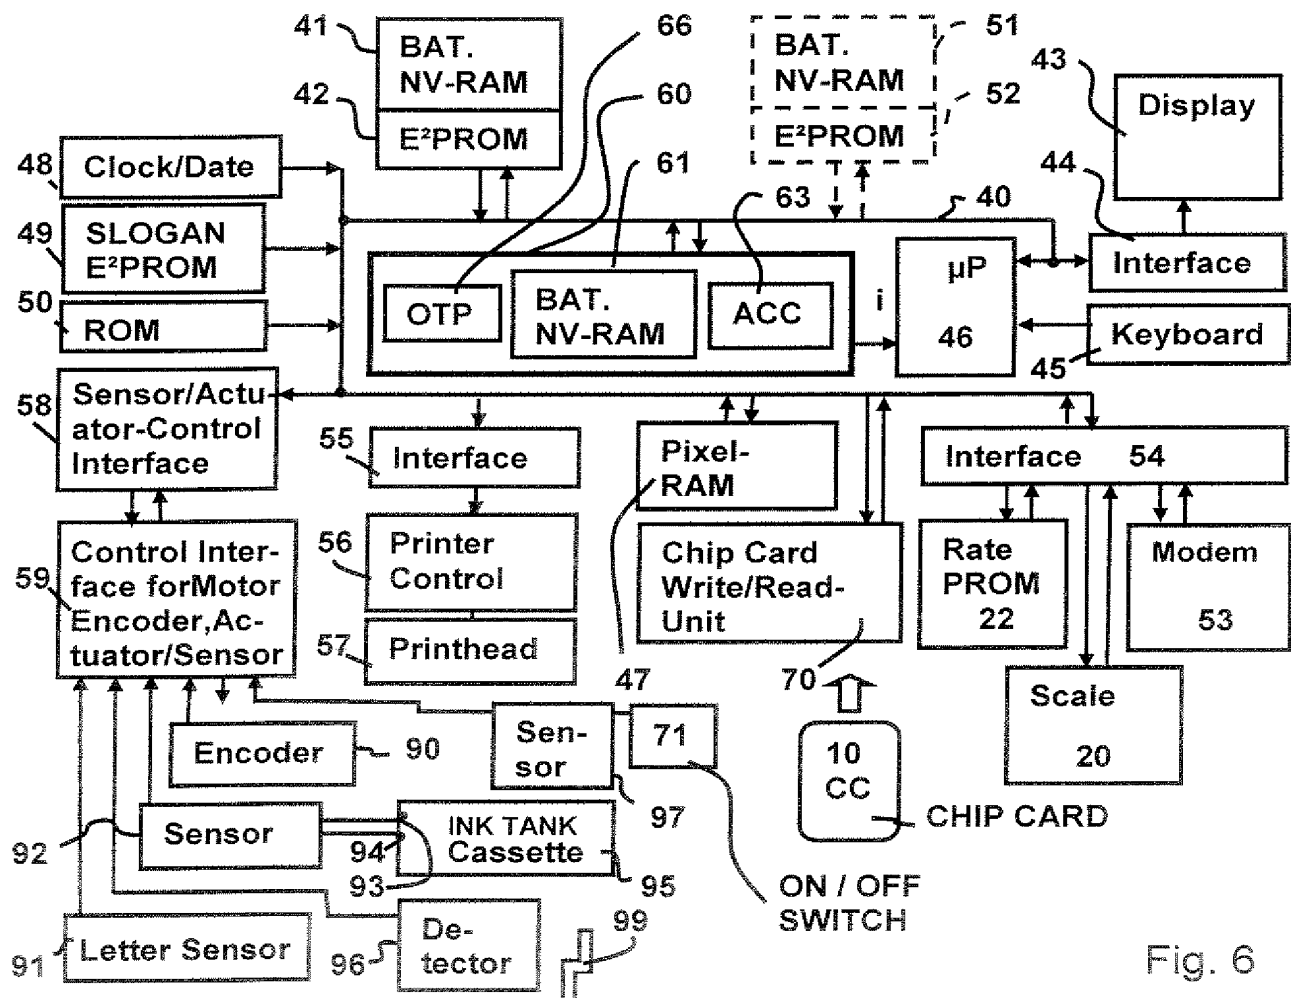 41
BAT.
NV-RAM
42
E²PROM
66
60
61
63
BAT.
NV-RAM
E²PROM
51
52
43
Display
44
40
48
Clock/Date
49
SLOGAN
E²PROM
50
ROM
OTP
BAT.
NV-RAM
ACC
i
µP
46
Interface
Keyboard
45
58
Sensor/Actu-
ator-Control
Interface
55
Interface
Pixel-
RAM
Interface 54
59
Control Inter-
face forMotor
Encoder,Ac-
tuator/Sensor
56
Printer
Control
57
Printhead
47
Chip Card
Write/Read-
Unit
70
Rate
PROM
22
Modem
53
Scale
20
Encoder
90
Sen-
sor
97
71
10
CC
CHIP CARD
92
Sensor
94
93
INK TANK
Cassette
95
ON / OFF
SWITCH
91
Letter Sensor
96
De-
tector
99
Fig. 6